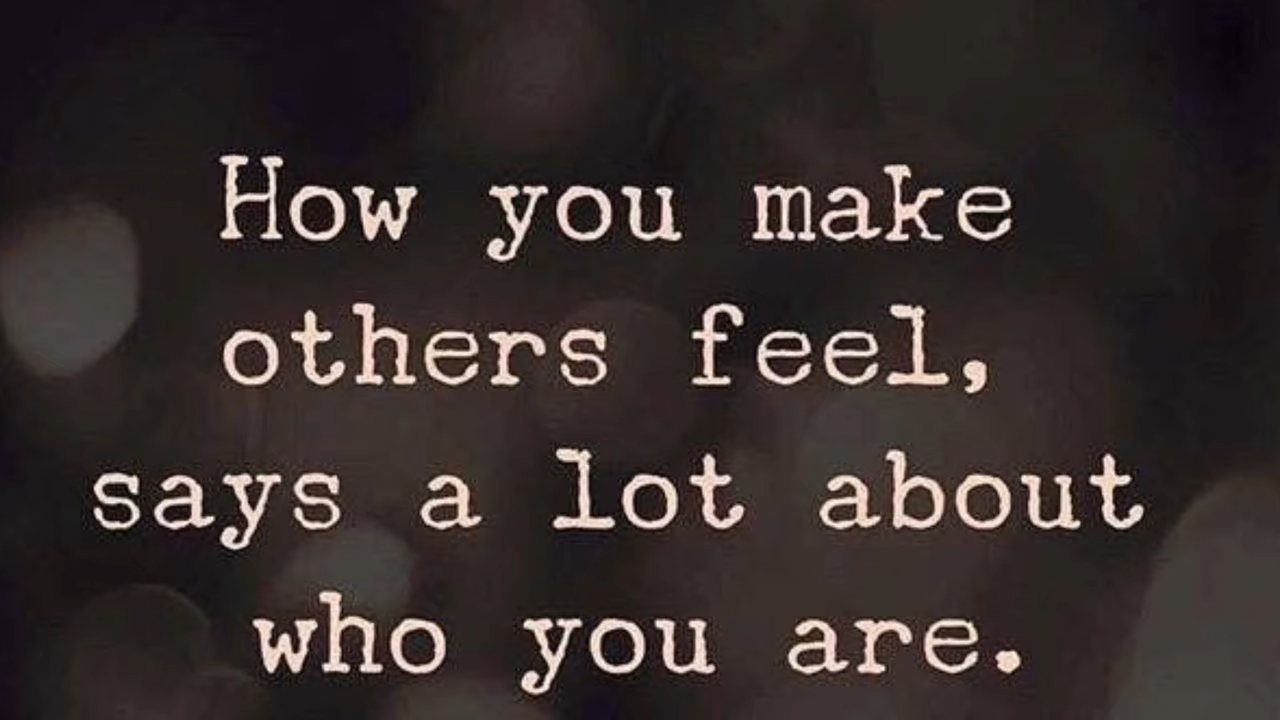 How you make
others feel,
says a lot about
who you are.